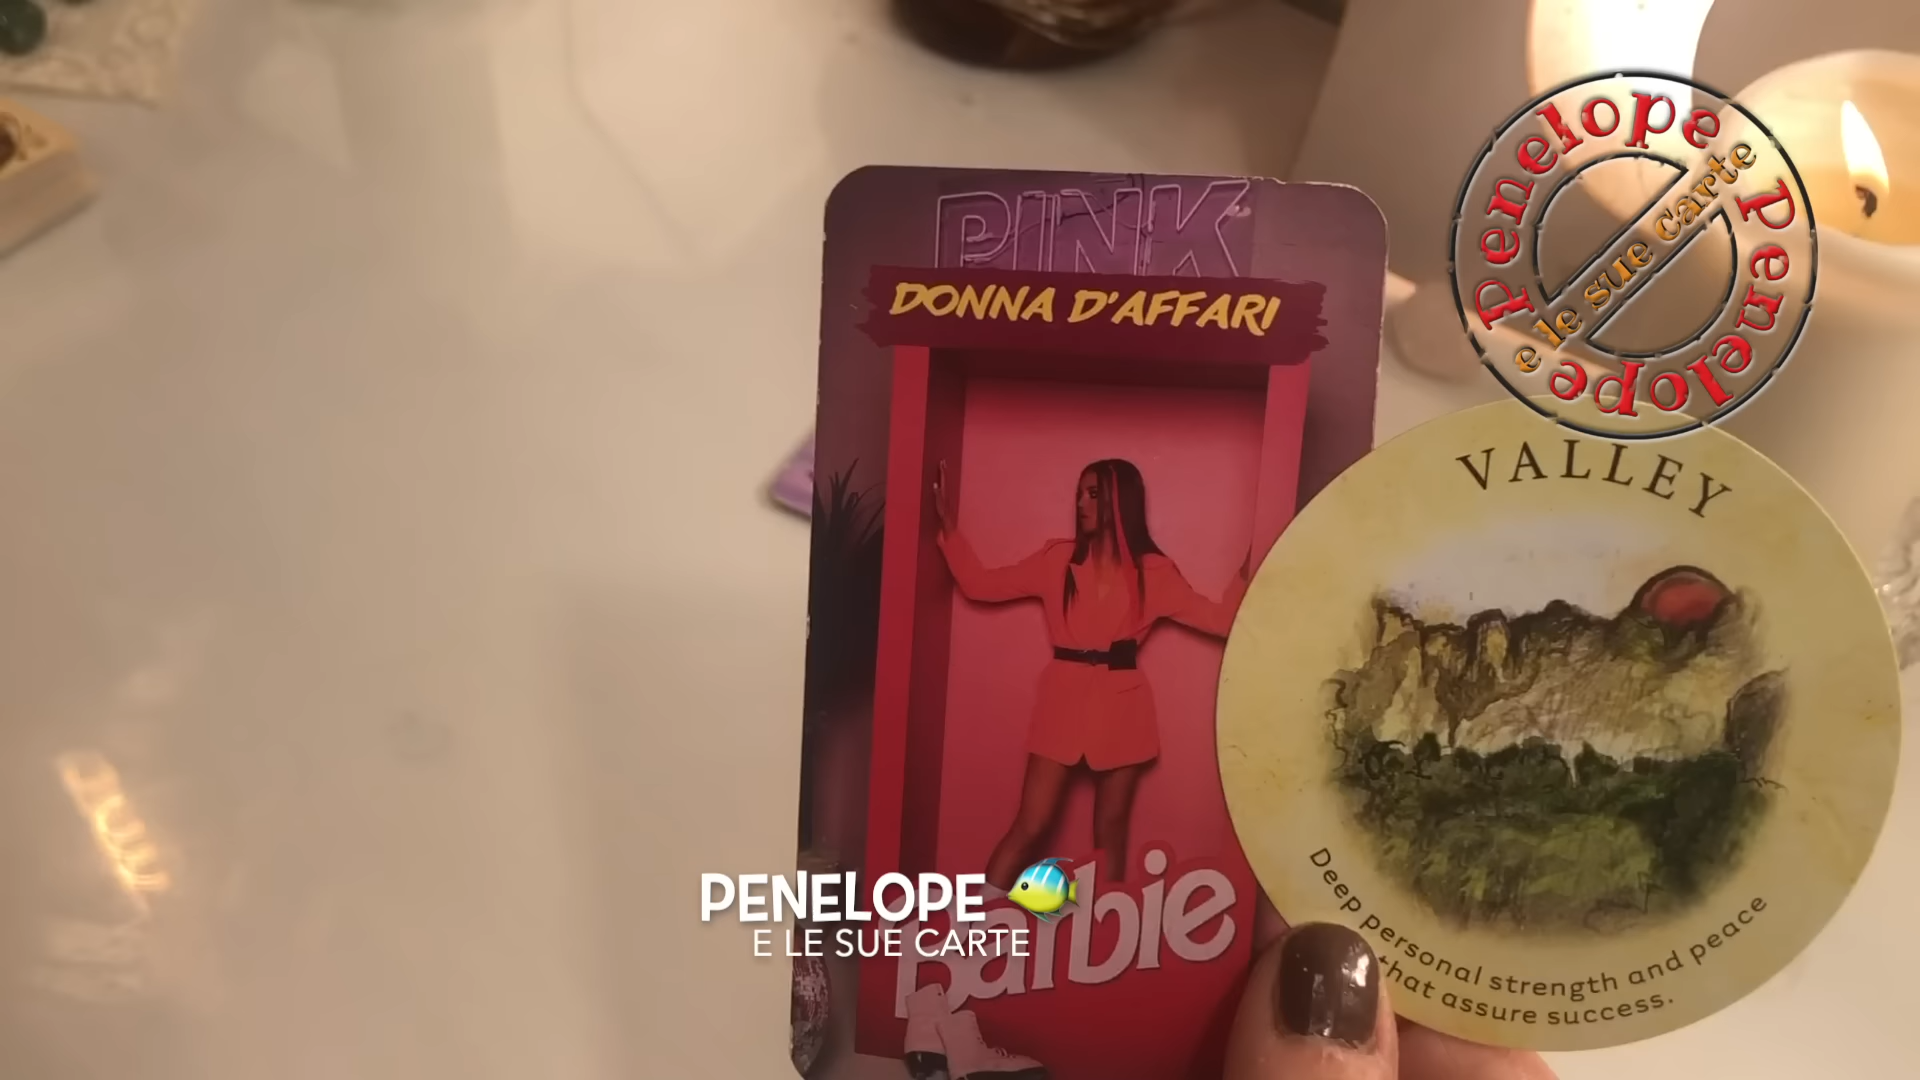 PINK
DONNA D'AFFARI
Barbie
VALLEY
Deep personal strength and peace
that assure success.
Penelope Penelope Penelope
e le sue carte
PENELOPE
E LE SUE CARTE